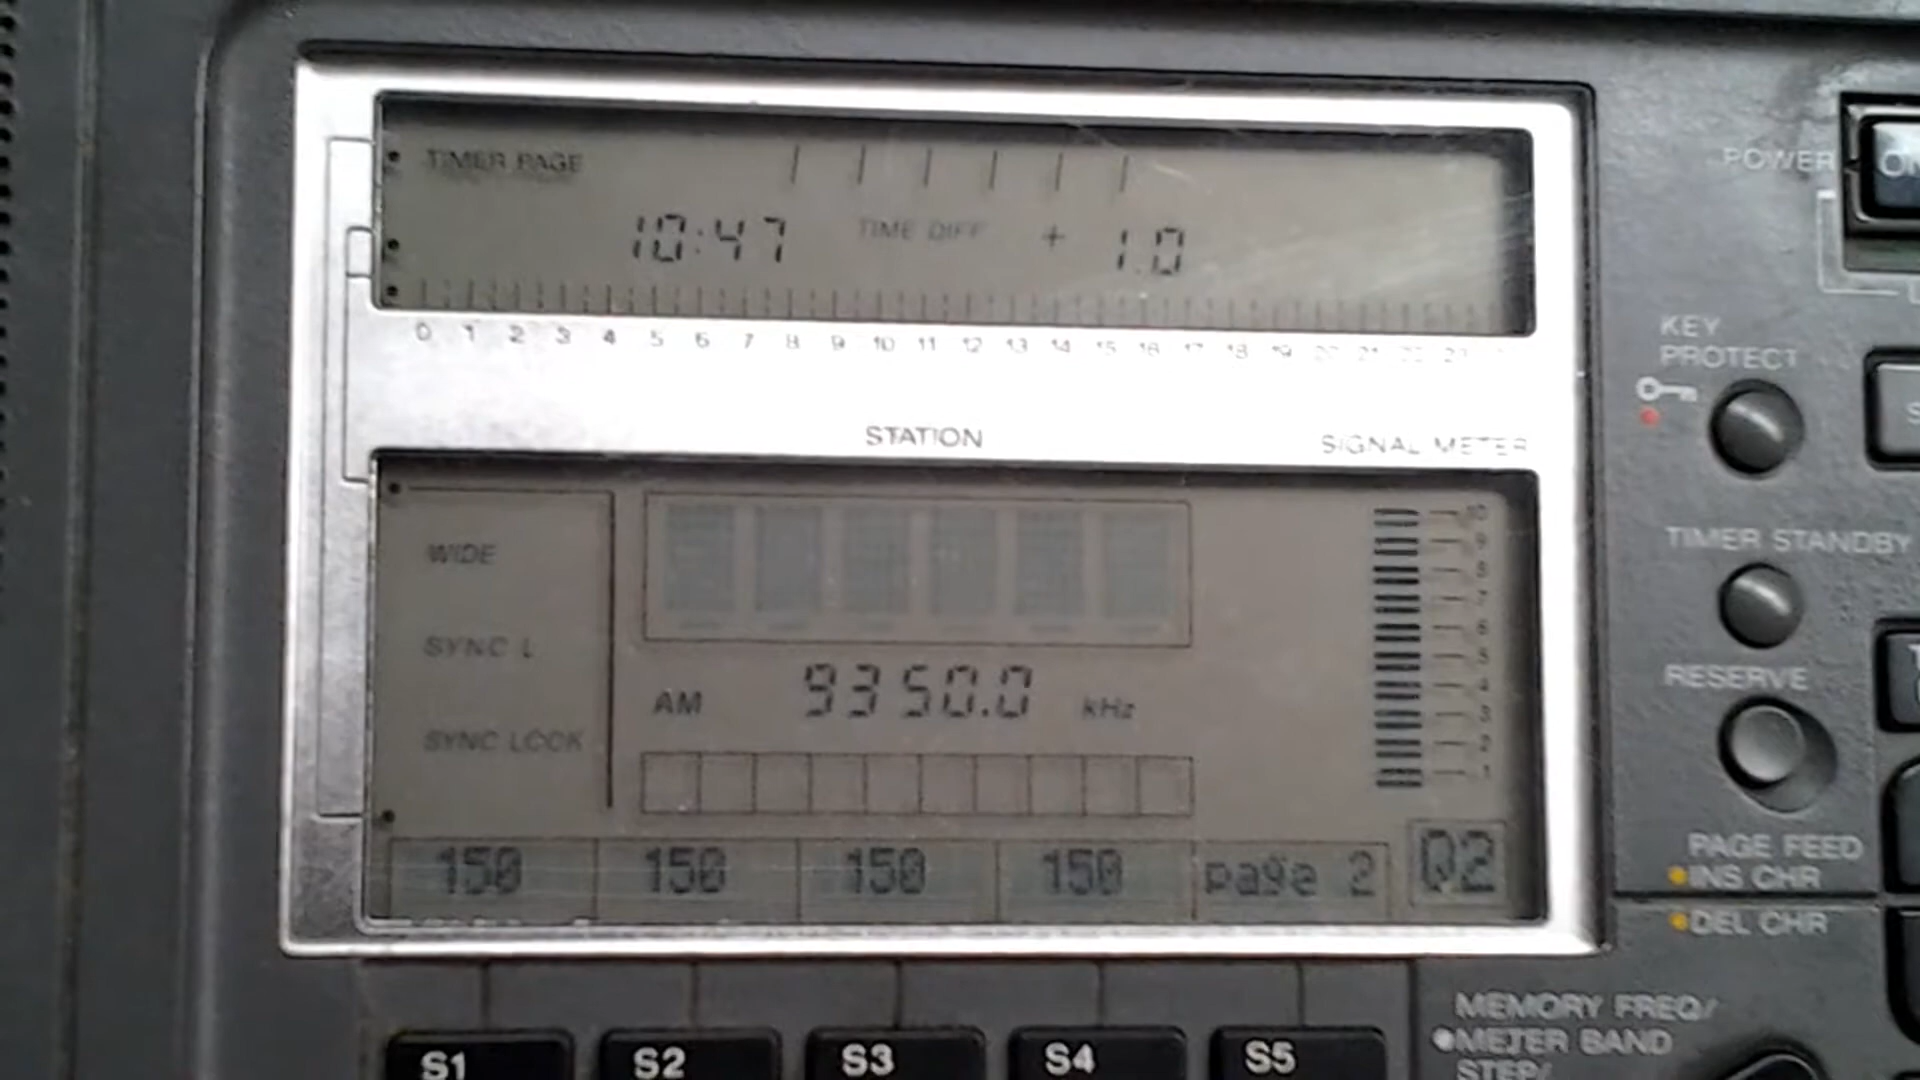 TIMER PAGE
10:47 TIME DIFF + 1.0
0 1 2 3 4 5 6 7 8 9 10 11 12 13 14 15 16 17 18 19 20 21 22 23
STATION SIGNAL METER
WIDE
SYNC L
SYNC LOCK
AM 9350.0 kHz
10
9
8
7
6
5
4
3
2
1
150 150 150 150 page 2 Q2
S1 S2 S3 S4 S5
POWER
KEY
PROTECT
TIMER STANDBY
RESERVE
PAGE FEED
INS CHR
DEL CHR
MEMORY FREQ/
METER BAND
STEP/